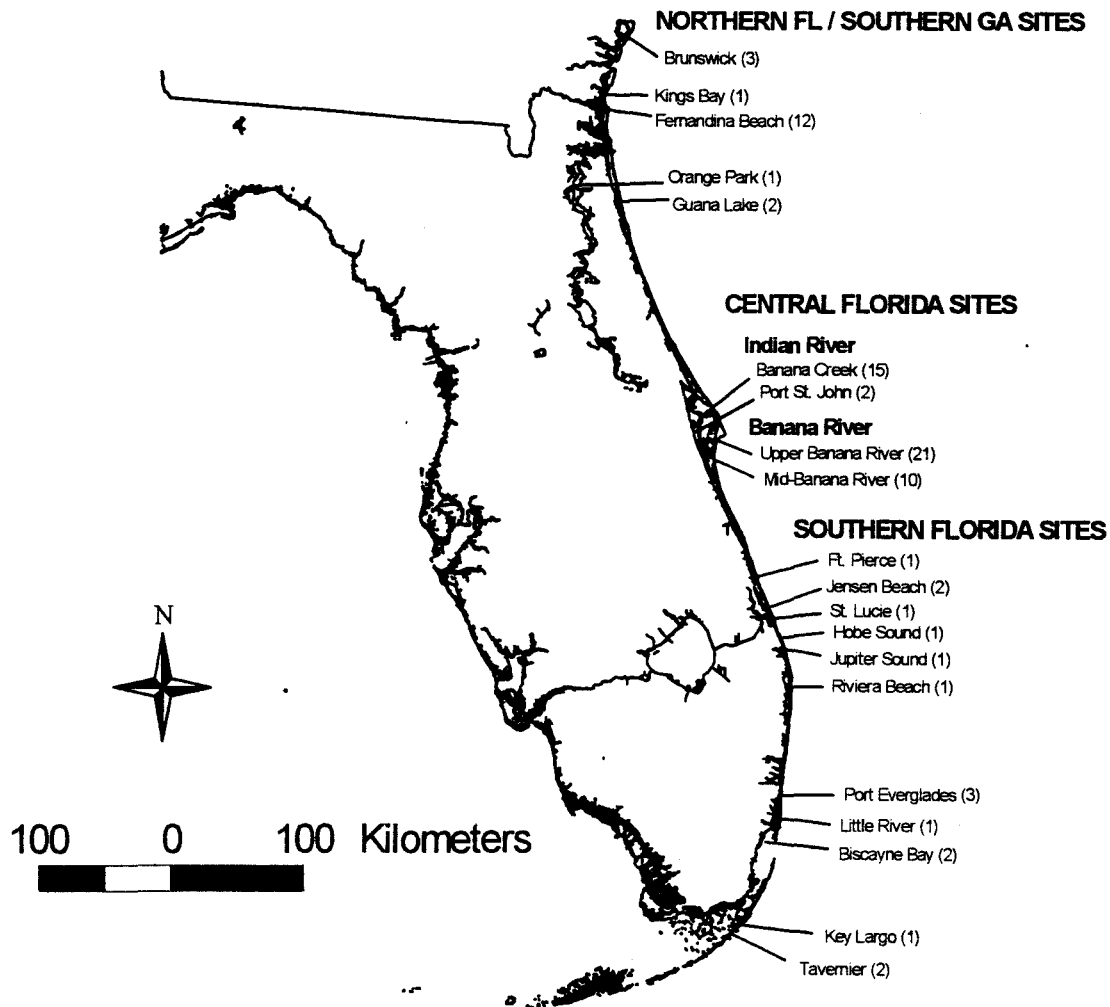 NORTHERN FL / SOUTHERN GA SITES
Brunswick (3)
Kings Bay (1)
Fernandina Beach (12)
Orange Park (1)
Guana Lake (2)
CENTRAL FLORIDA SITES
Indian River
Banana Creek (15)
Port St. John (2)
Banana River
Upper Banana River (21)
Mid-Banana River (10)
SOUTHERN FLORIDA SITES
Ft. Pierce (1)
Jensen Beach (2)
St. Lucie (1)
Hobe Sound (1)
Jupiter Sound (1)
Riviera Beach (1)
Port Everglades (3)
Little River (1)
Biscayne Bay (2)
Key Largo (1)
Tavernier (2)
N
100 0 100 Kilometers